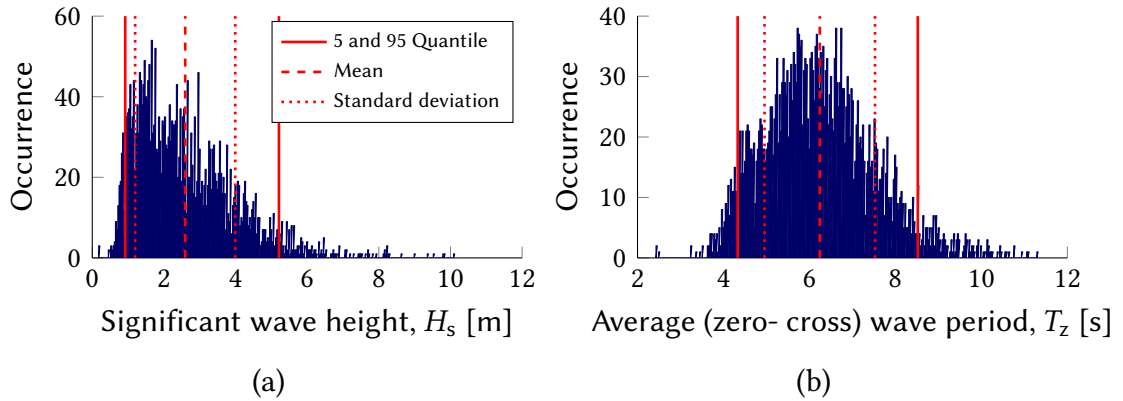 60
40
20
0
Occurrence
0 2 4 6 8 10 12
Significant wave height, Hs [m]
5 and 95 Quantile
Mean
Standard deviation
(a)
40
30
20
10
0
Occurrence
2 4 6 8 10 12
Average (zero- cross) wave period, Tz [s]
(b)